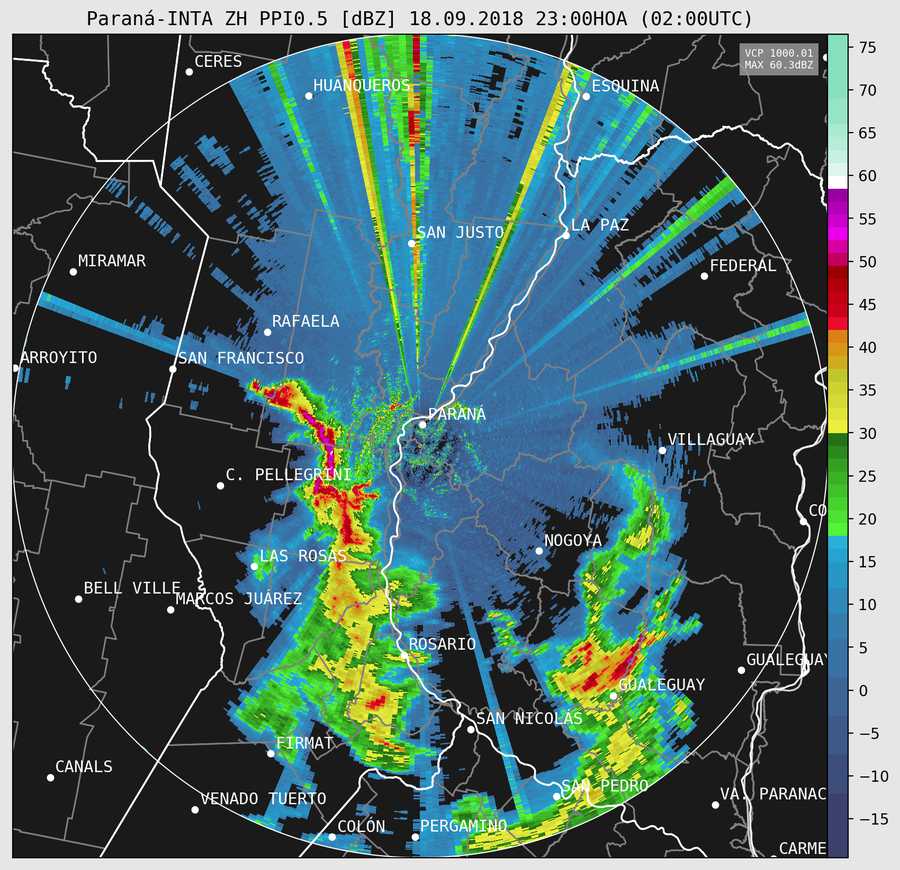 Paraná-INTA ZH PPI0.5 [dBZ] 18.09.2018 23:00HOA (02:00UTC)
VCP 1000.01
MAX 60.3dBZ
75
70
65
60
55
50
45
40
35
30
25
20
15
10
5
0
−5
−10
−15
CERES
HUANQUEROS
ESQUINA
SAN JUSTO
LA PAZ
MIRAMAR
FEDERAL
RAFAELA
ARROYITO
SAN FRANCISCO
PARANÁ
VILLAGUAY
C. PELLEGRINI
CO
NOGOYA
LAS ROSAS
BELL VILLE
MARCOS JUÁREZ
ROSARIO
GUALEGUAY
GUALEGUAY
SAN NICOLÁS
FIRMAT
CANALS
SAN PEDRO
VENADO TUERTO
VA. PARANAC
COLÓN
PERGAMINO
CARME